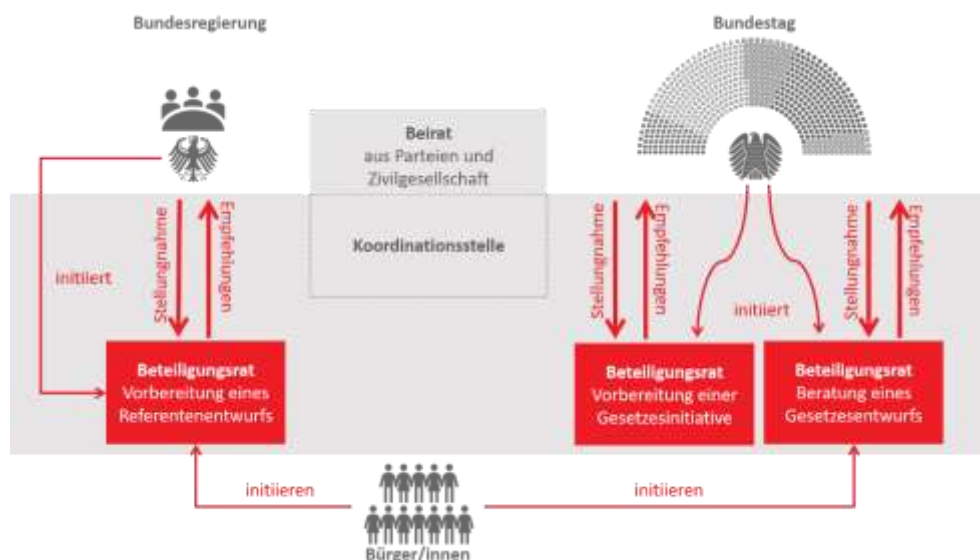 Bundesregierung
Bundestag
Beirat
aus Parteien und
Zivilgesellschaft
Koordinationsstelle
initiiert
Stellungnahme
Empfehlungen
Stellungnahme
Empfehlungen
initiiert
Stellungnahme
Empfehlungen
Beteiligungsrat
Vorbereitung eines
Referentenentwurfs
Beteiligungsrat
Vorbereitung einer
Gesetzesinitiative
Beteiligungsrat
Beratung eines
Gesetzesentwurfs
initiieren
initiieren
Bürger/innen